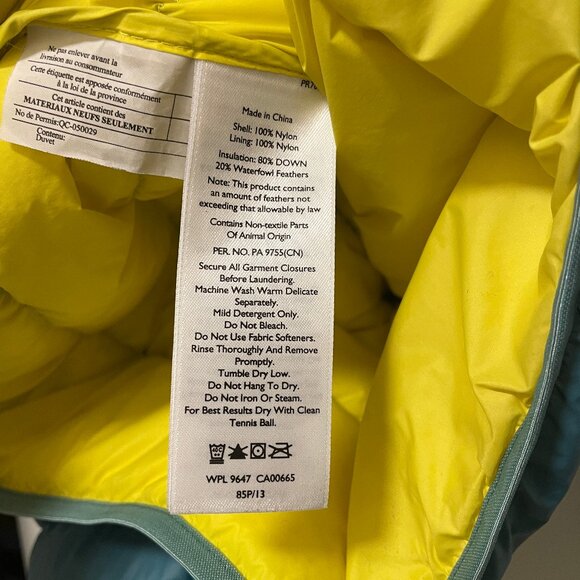 Ne pas enlever avant la
livraison au consommateur
Cette étiquette est apposée conformément
à la loi de la province
Cet article contient des
MATERIAUX NEUFS SEULEMENT
No de Permis:QC-050029
Contenu:
Duvet
Made in China
Shell: 100% Nylon
Lining: 100% Nylon
Insulation: 80% DOWN
20% Waterfowl Feathers
Note: This product contains
an amount of feathers not
exceeding that allowable by law
Contains Non-textile Parts
Of Animal Origin
PER. NO. PA 9755(CN)
Secure All Garment Closures
Before Laundering.
Machine Wash Warm Delicate
Separately.
Mild Detergent Only.
Do Not Bleach.
Do Not Use Fabric Softeners.
Rinse Thoroughly And Remove
Promptly.
Tumble Dry Low.
Do Not Hang To Dry.
Do Not Iron Or Steam.
For Best Results Dry With Clean
Tennis Ball.
WPL 9647 CA00665
85P/13